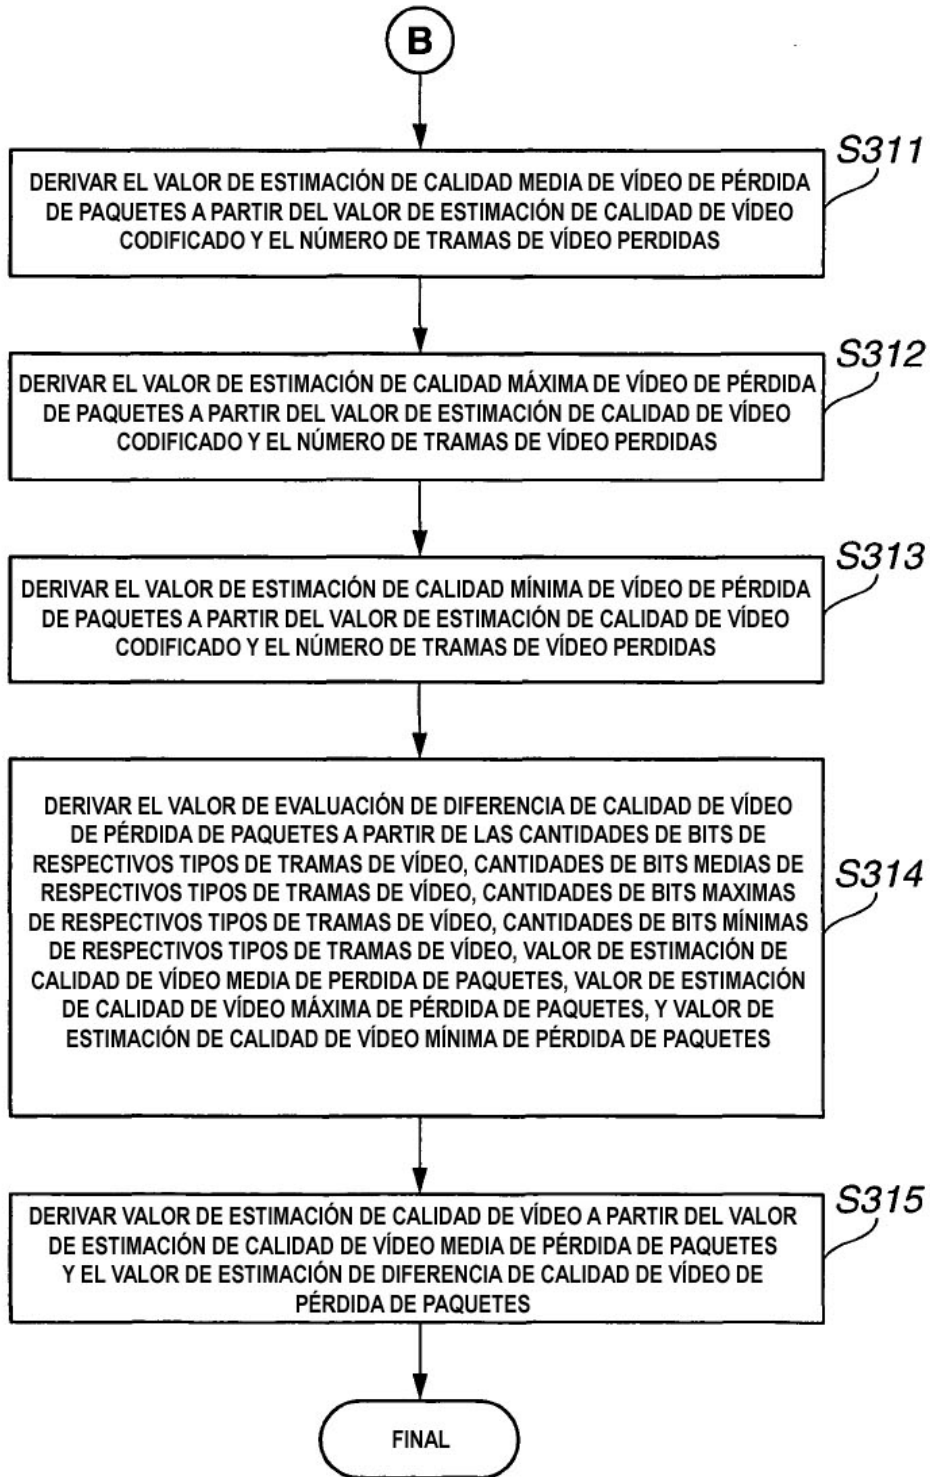 B
S311
DERIVAR EL VALOR DE ESTIMACIÓN DE CALIDAD MEDIA DE VÍDEO DE PÉRDIDA
DE PAQUETES A PARTIR DEL VALOR DE ESTIMACIÓN DE CALIDAD DE VÍDEO
CODIFICADO Y EL NÚMERO DE TRAMAS DE VÍDEO PERDIDAS
S312
DERIVAR EL VALOR DE ESTIMACIÓN DE CALIDAD MÁXIMA DE VÍDEO DE PÉRDIDA
DE PAQUETES A PARTIR DEL VALOR DE ESTIMACIÓN DE CALIDAD DE VÍDEO
CODIFICADO Y EL NÚMERO DE TRAMAS DE VÍDEO PERDIDAS
S313
DERIVAR EL VALOR DE ESTIMACIÓN DE CALIDAD MÍNIMA DE VÍDEO DE PÉRDIDA
DE PAQUETES A PARTIR DEL VALOR DE ESTIMACIÓN DE CALIDAD DE VÍDEO
CODIFICADO Y EL NÚMERO DE TRAMAS DE VÍDEO PERDIDAS
S314
DERIVAR EL VALOR DE EVALUACIÓN DE DIFERENCIA DE CALIDAD DE VÍDEO
DE PÉRDIDA DE PAQUETES A PARTIR DE LAS CANTIDADES DE BITS DE
RESPECTIVOS TIPOS DE TRAMAS DE VÍDEO, CANTIDADES DE BITS MEDIAS DE
RESPECTIVOS TIPOS DE TRAMAS DE VÍDEO, CANTIDADES DE BITS MAXIMAS
DE RESPECTIVOS TIPOS DE TRAMAS DE VÍDEO, CANTIDADES DE BITS MÍNIMAS
DE RESPECTIVOS TIPOS DE TRAMAS DE VÍDEO, VALOR DE ESTIMACIÓN DE
CALIDAD DE VÍDEO MEDIA DE PERDIDA DE PAQUETES, VALOR DE ESTIMACIÓN
DE CALIDAD DE VÍDEO MÁXIMA DE PÉRDIDA DE PAQUETES, Y VALOR DE
ESTIMACIÓN DE CALIDAD DE VÍDEO MÍNIMA DE PÉRDIDA DE PAQUETES
S315
DERIVAR VALOR DE ESTIMACIÓN DE CALIDAD DE VÍDEO A PARTIR DEL VALOR
DE ESTIMACIÓN DE CALIDAD DE VÍDEO MEDIA DE PÉRDIDA DE PAQUETES
Y EL VALOR DE ESTIMACIÓN DE DIFERENCIA DE CALIDAD DE VÍDEO DE
PÉRDIDA DE PAQUETES
FINAL